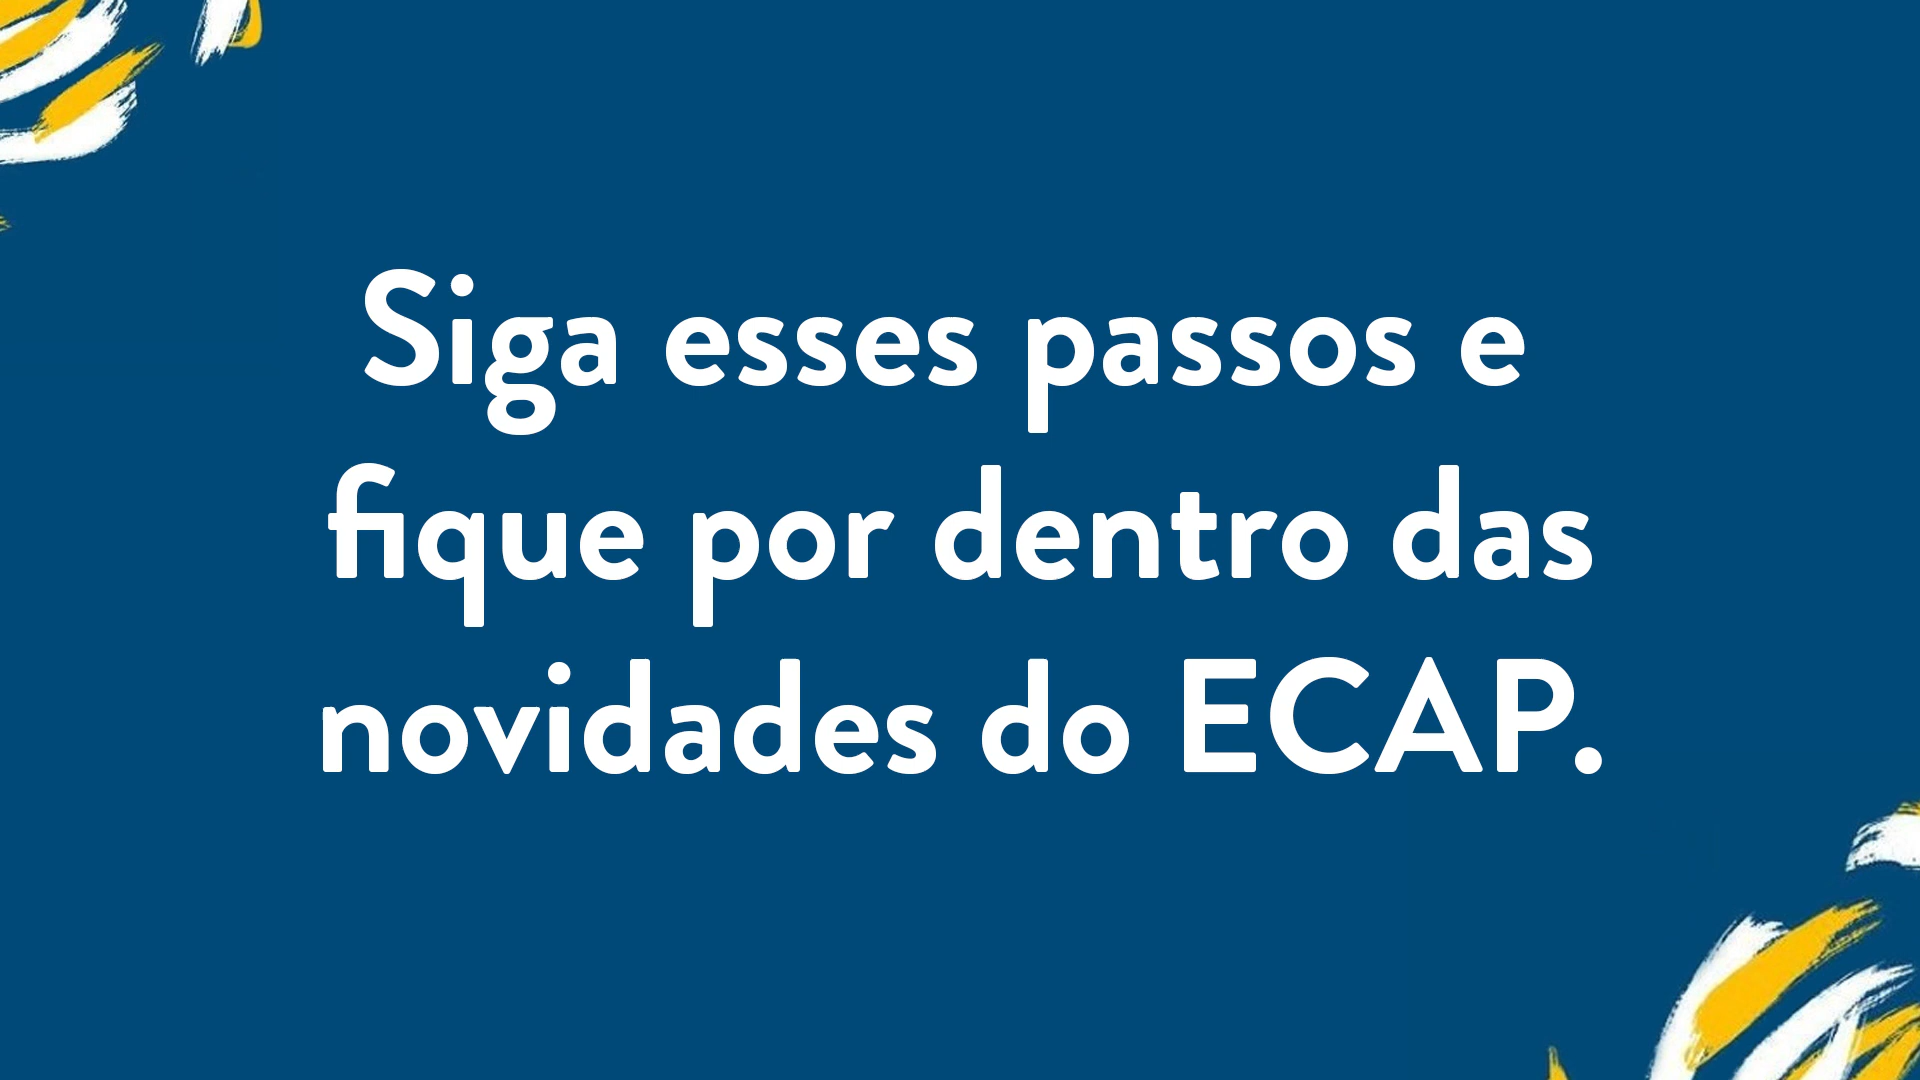 Siga esses passos e
fique por dentro das
novidades do ECAP.